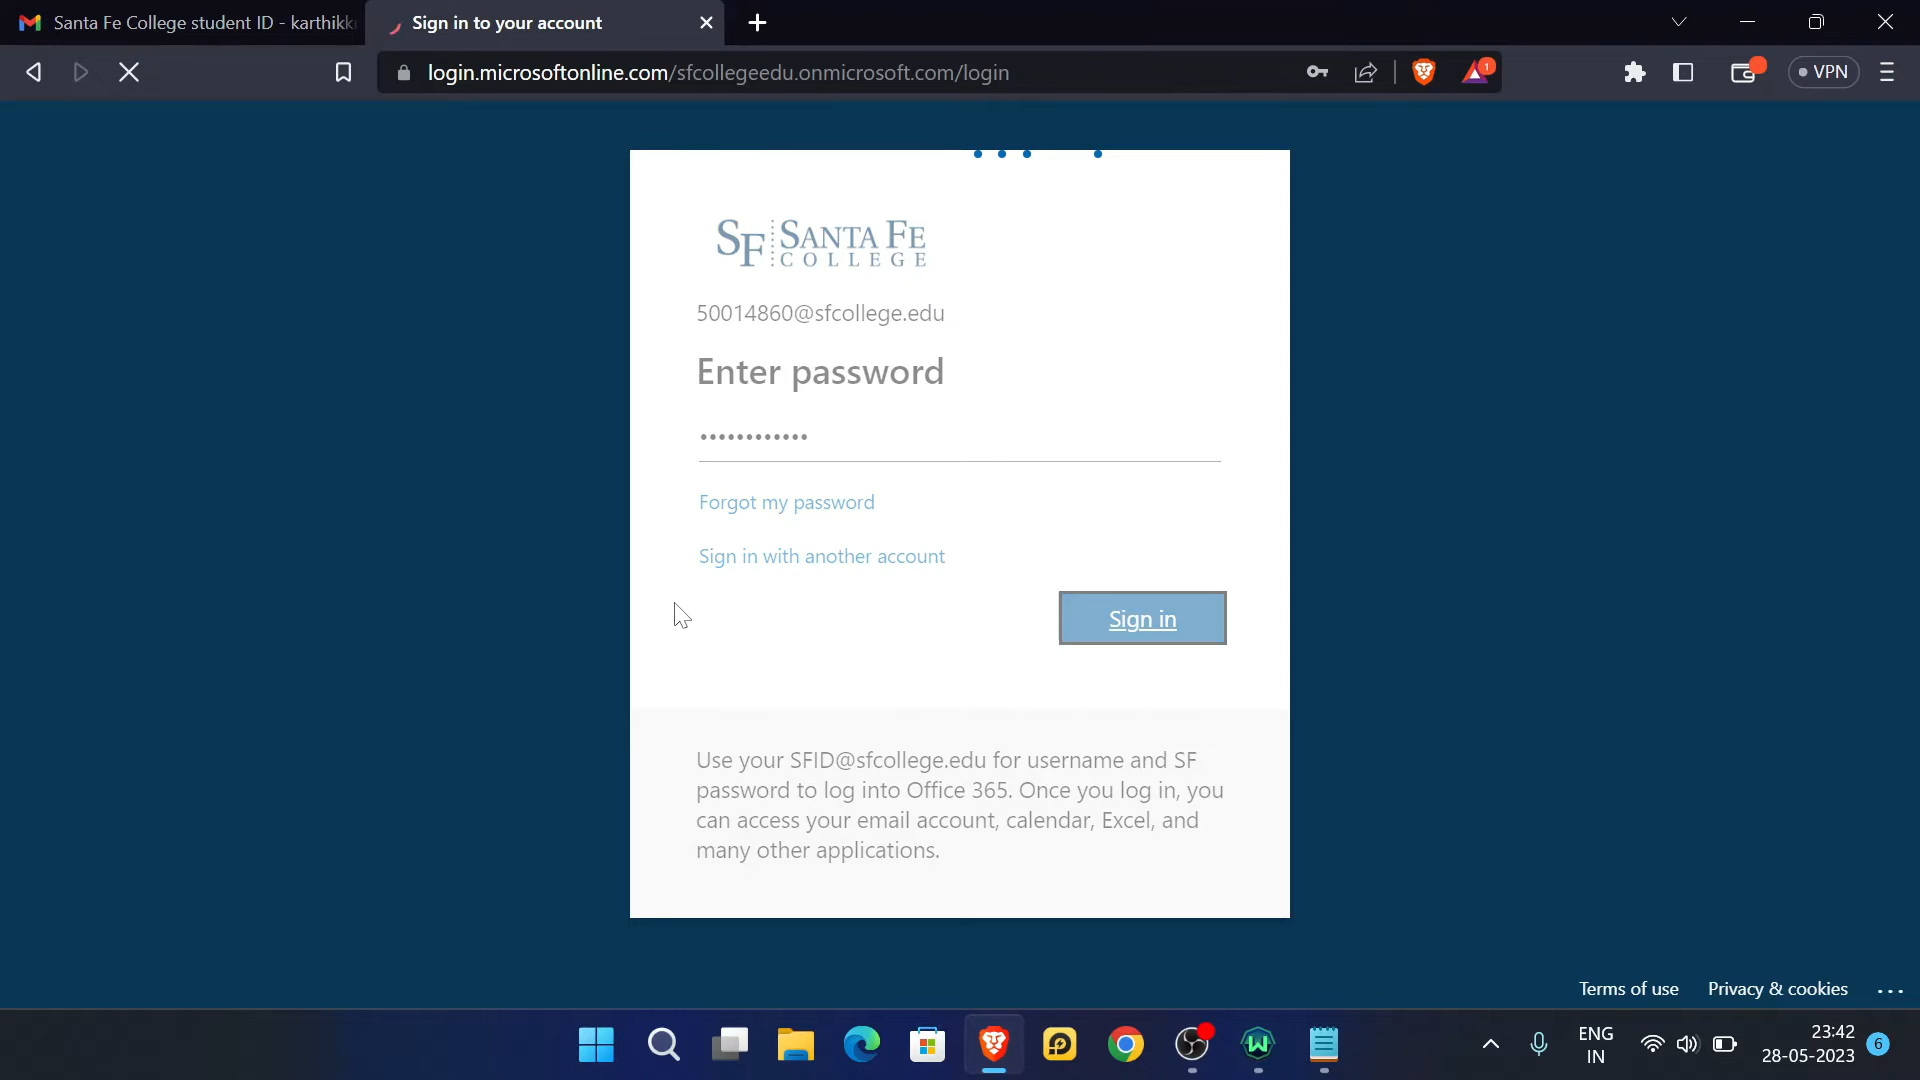 Santa Fe College student ID - karthikk
Sign in to your account
login.microsoftonline.com/sfcollegeedu.onmicrosoft.com/login
1
VPN
SF SANTA FE
COLLEGE
50014860@sfcollege.edu
Enter password
••••••••••••
Forgot my password
Sign in with another account
Sign in
Use your SFID@sfcollege.edu for username and SF
password to log into Office 365. Once you log in, you
can access your email account, calendar, Excel, and
many other applications.
Terms of use Privacy & cookies ...
ENG
IN
23:42
28-05-2023
6